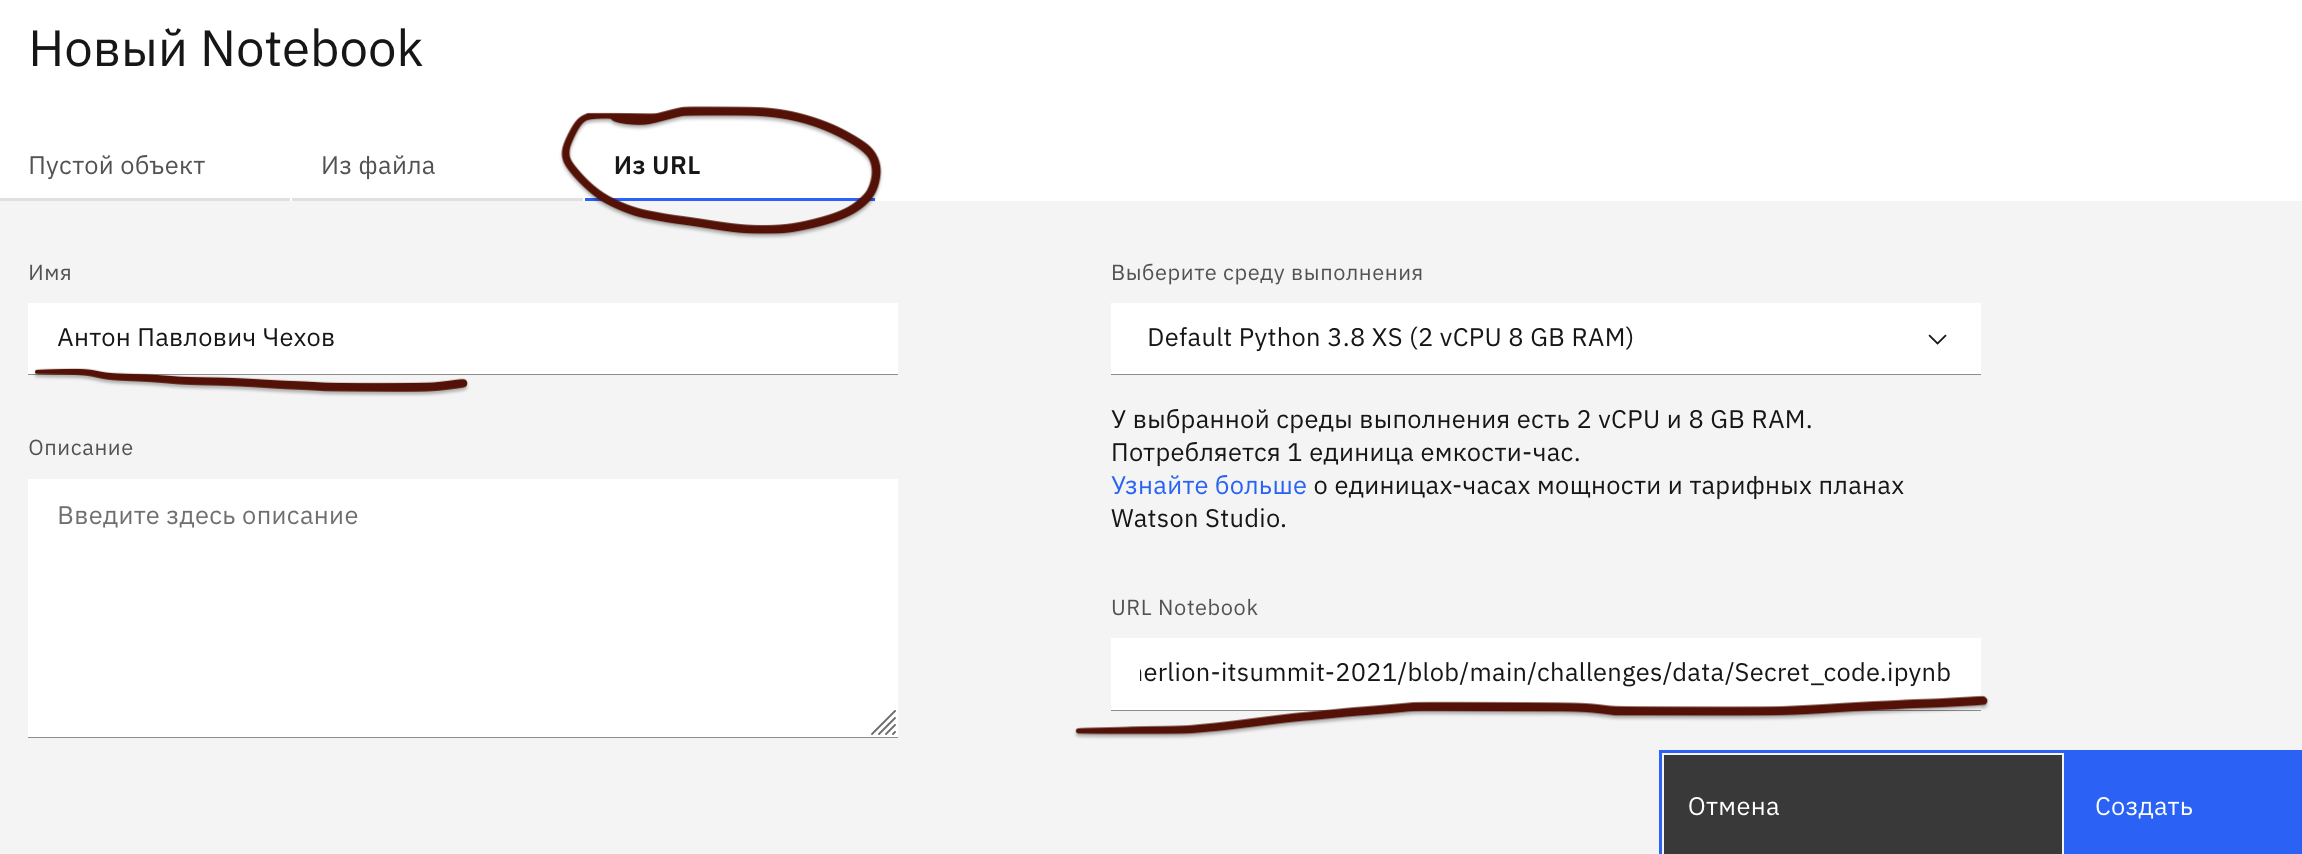 Новый Notebook
Пустой объект
Из файла
Из URL
Имя
Антон Павлович Чехов
Описание
Введите здесь описание
Выберите среду выполнения
Default Python 3.8 XS (2 vCPU 8 GB RAM)
У выбранной среды выполнения есть 2 vCPU и 8 GB RAM.
Потребляется 1 единица емкости-час.
Узнайте больше о единицах-часах мощности и тарифных планах
Watson Studio.
URL Notebook
erlion-itsummit-2021/blob/main/challenges/data/Secret_code.ipynb
Отмена
Создать